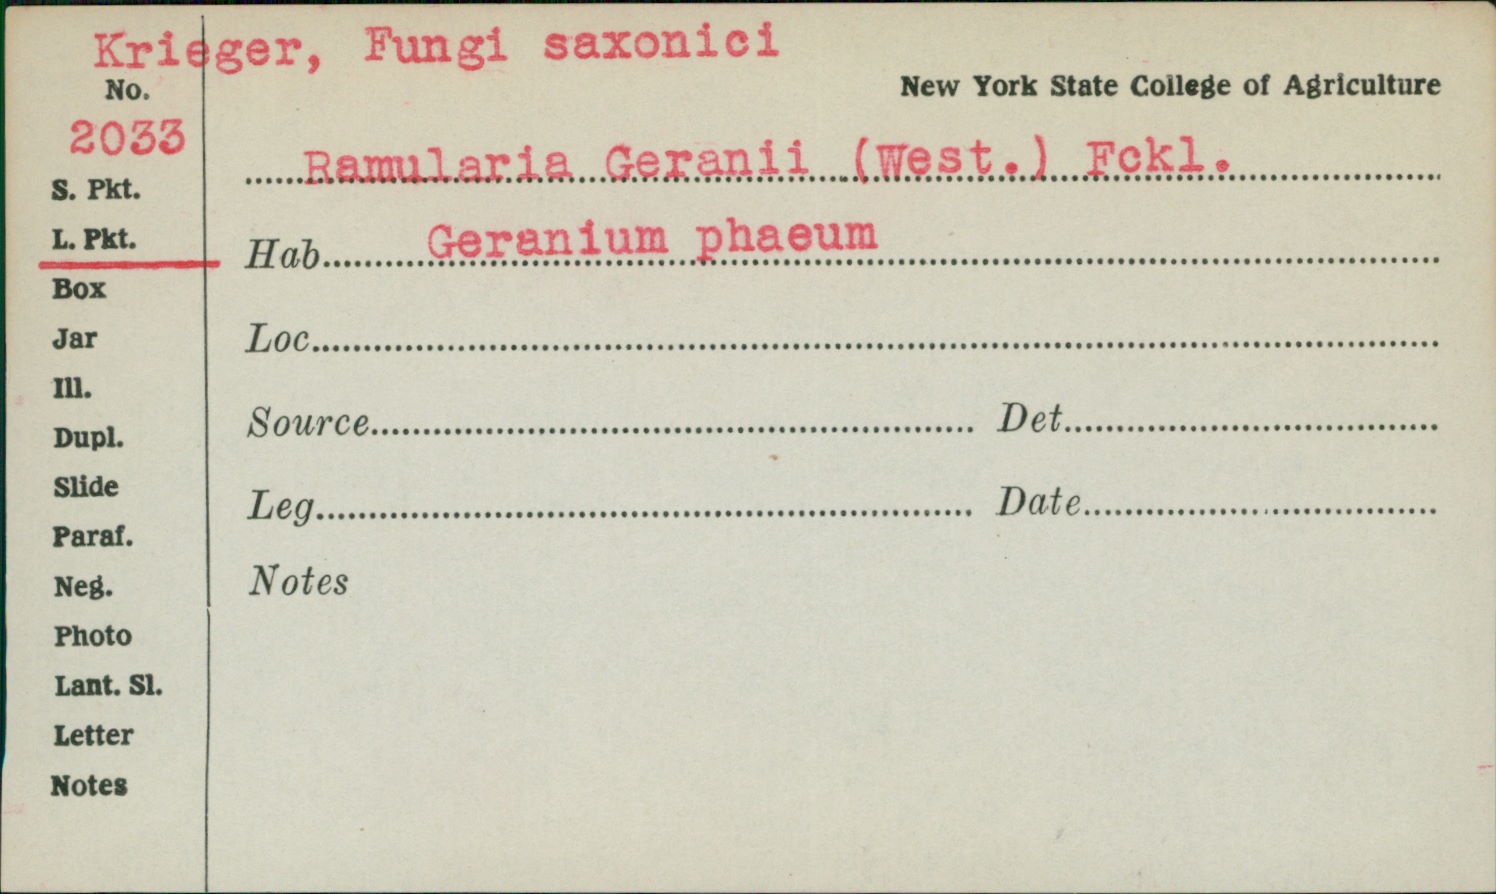 Krieger, Fungi saxonici
No.
New York State College of Agriculture
2033
Ramularia Geranii (West.) Fckl.
S. Pkt.
L. Pkt.
Hab. Geranium phaeum
Box
Jar
Loc.
Ill.
Source Det.
Dupl.
Slide
Leg. Date
Paraf.
Neg.
Notes
Photo
Lant. Sl.
Letter
Notes